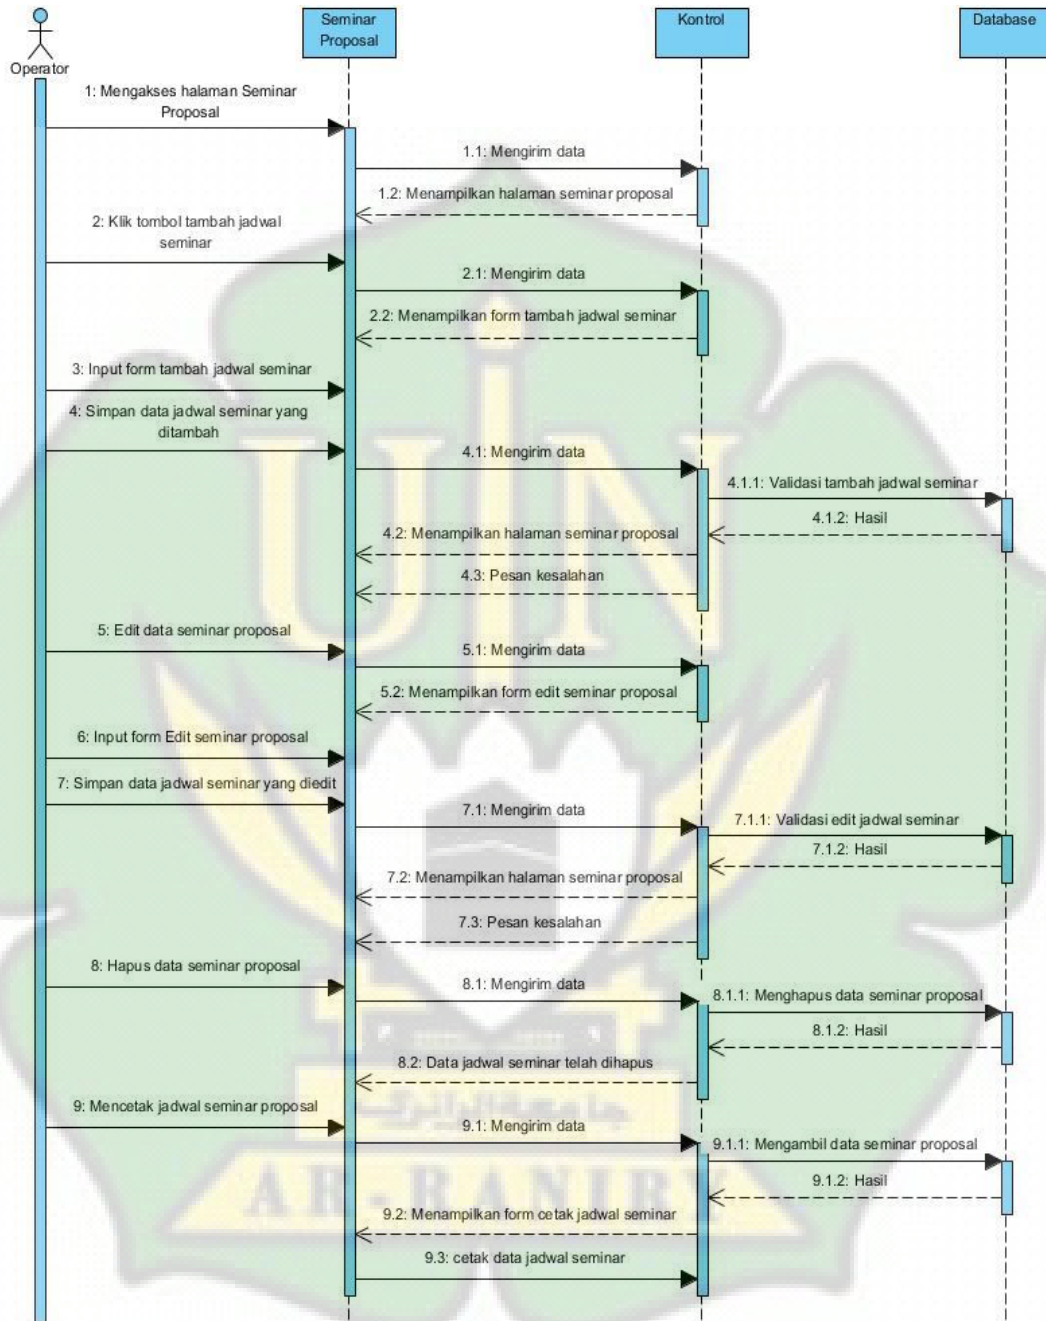 Seminar
Proposal
Kontrol
Database
Operator
1: Mengakses halaman Seminar
Proposal
1.1: Mengirim data
1.2: Menampilkan halaman seminar proposal
2: Klik tombol tambah jadwal
seminar
2.1: Mengirim data
2.2: Menampilkan form tambah jadwal seminar
3: Input form tambah jadwal seminar
4: Simpan data jadwal seminar yang
ditambah
4.1: Mengirim data
4.1.1: Validasi tambah jadwal seminar
4.1.2: Hasil
4.2: Menampilkan halaman seminar proposal
4.3: Pesan kesalahan
5: Edit data seminar proposal
5.1: Mengirim data
5.2: Menampilkan form edit seminar proposal
6: Input form Edit seminar proposal
7: Simpan data jadwal seminar yang diedit
7.1: Mengirim data
7.1.1: Validasi edit jadwal seminar
7.1.2: Hasil
7.2: Menampilkan halaman seminar proposal
7.3: Pesan kesalahan
8: Hapus data seminar proposal
8.1: Mengirim data
8.1.1: Menghapus data seminar proposal
8.1.2: Hasil
8.2: Data jadwal seminar telah dihapus
9: Mencetak jadwal seminar proposal
9.1: Mengirim data
9.1.1: Mengambil data seminar proposal
9.1.2: Hasil
9.2: Menampilkan form cetak jadwal seminar
9.3: cetak data jadwal seminar
UIN
جامعة الرانري
AR-RANIRY